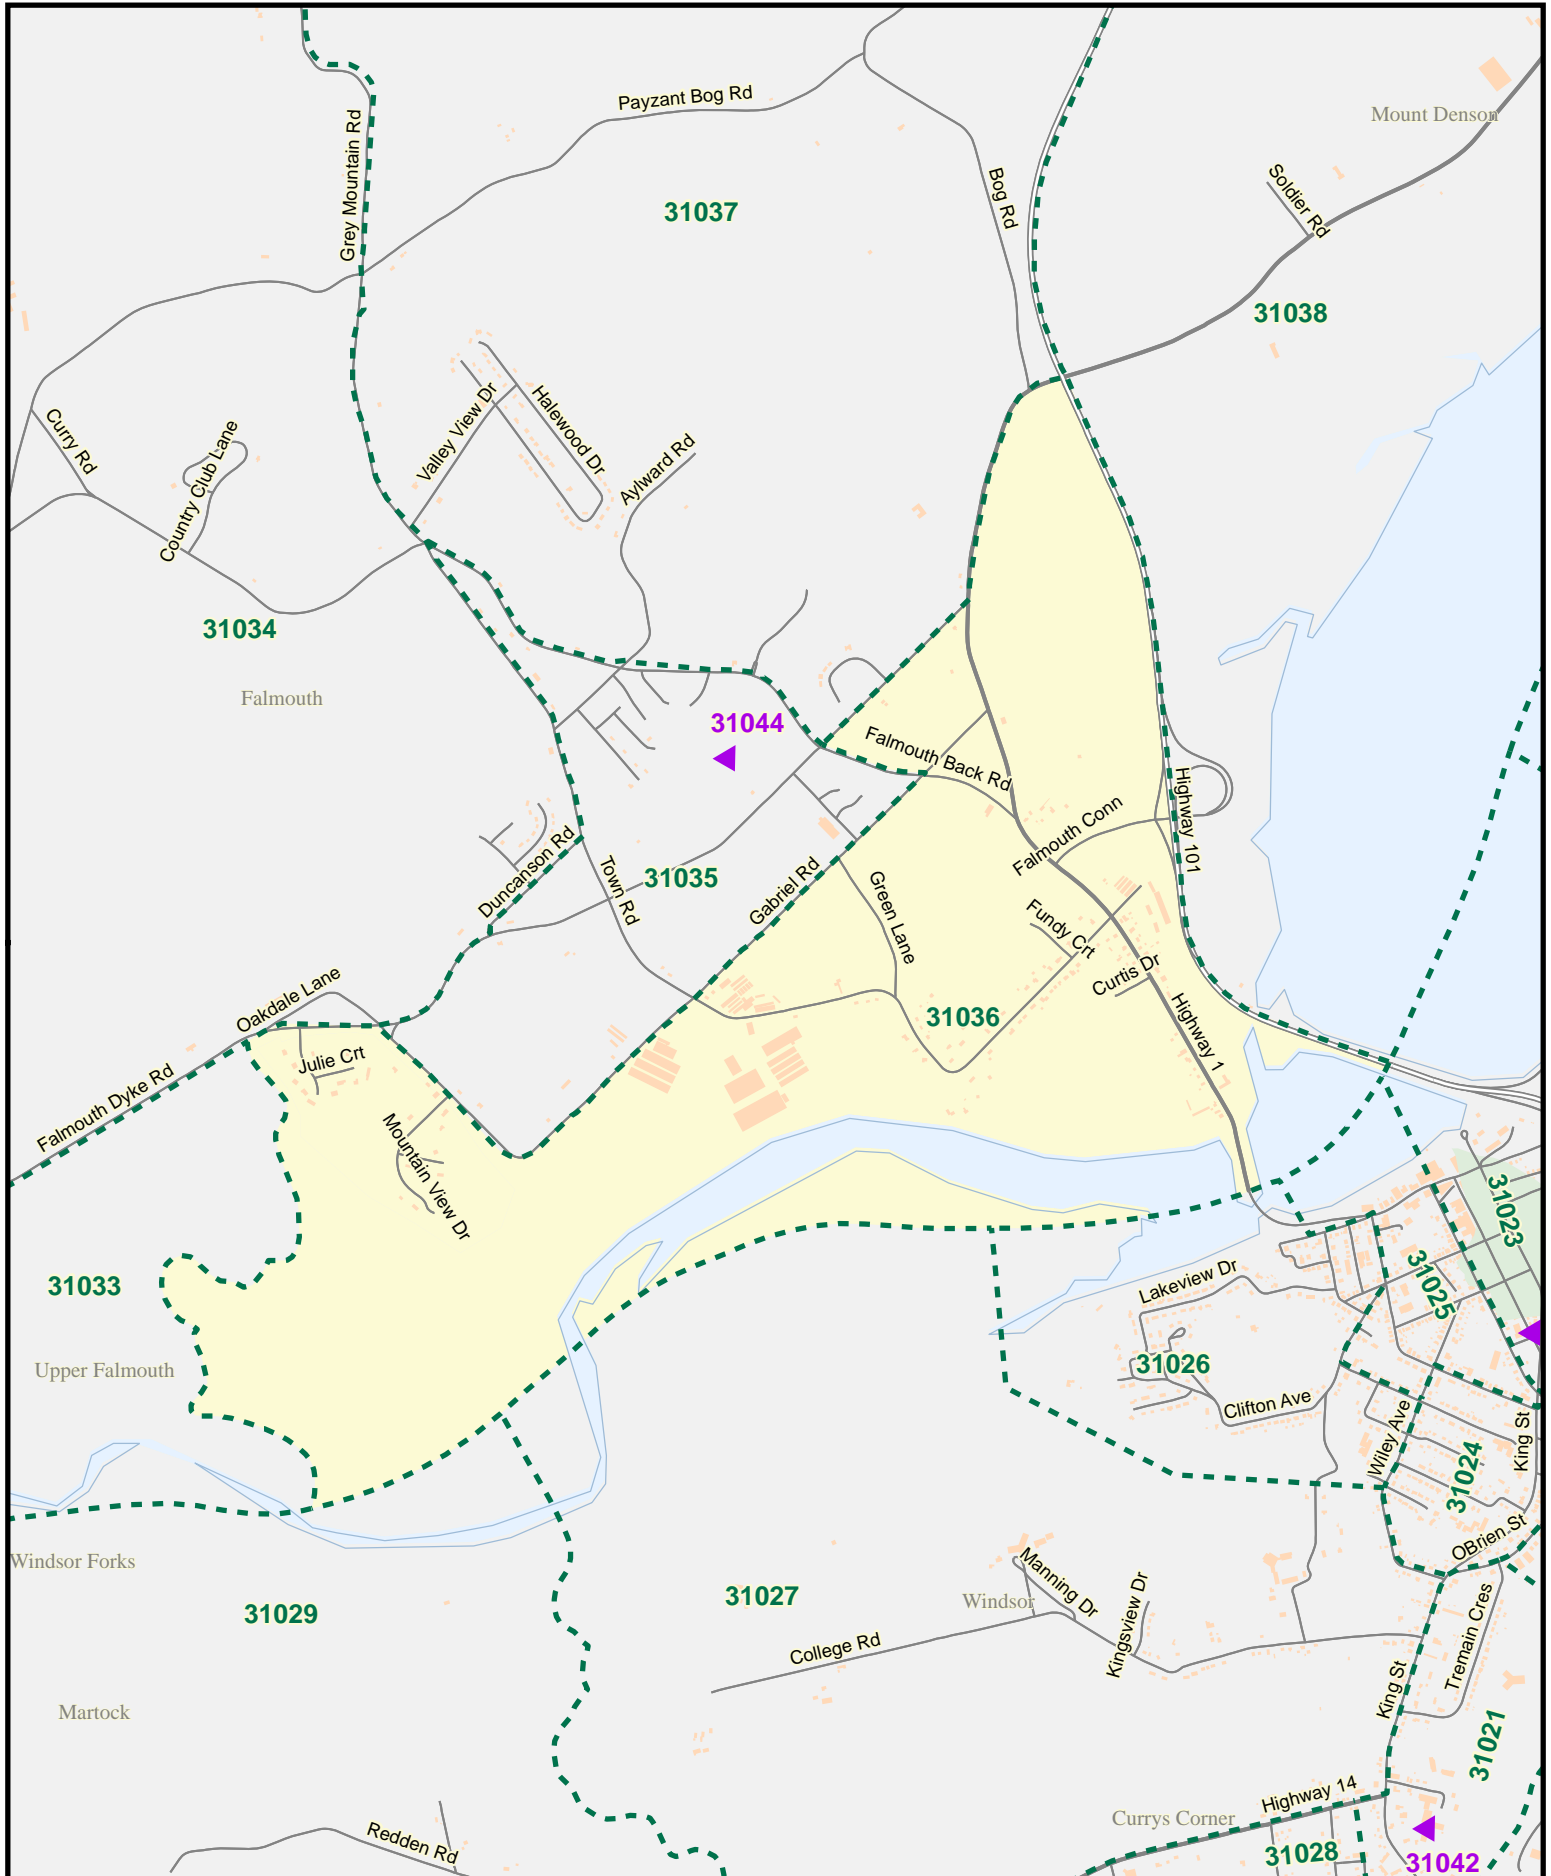 Payzant Bog Rd
Mount Denson
Grey Mountain Rd
Bog Rd
Soldier Rd
31037
31038
Curry Rd
Country Club Lane
Valley View Dr
Halewood Dr
Aylward Rd
31034
Falmouth
31044
Falmouth Back Rd
Highway 101
Falmouth Conn
Duncanson Rd
Town Rd
31035
Gabriel Rd
Green Lane
Fundy Crt
Curtis Dr
Oakdale Lane
31036
Highway 1
Julie Crt
Falmouth Dyke Rd
Mountain View Dr
31023
31033
Lakeview Dr
31025
Upper Falmouth
31026
Clifton Ave
Wiley Ave
King St
31024
OBrien St
Windsor Forks
31029
31027
Windsor
Manning Dr
Kingsview Dr
College Rd
Tremain Cres
King St
Martock
31021
Highway 14
Currys Corner
Redden Rd
31028
31042